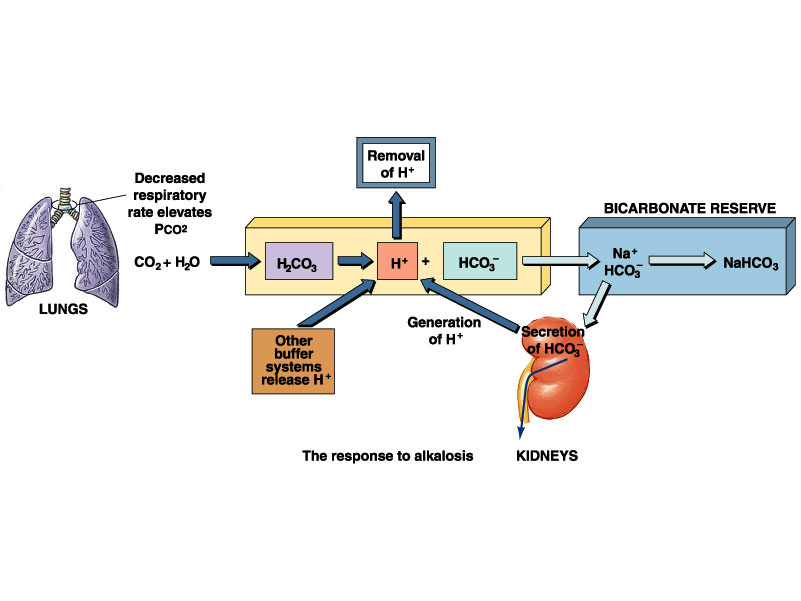 Removal
of H⁺
Decreased
respiratory
rate elevates
PCO2
BICARBONATE RESERVE
CO₂ + H₂O
H₂CO₃
H⁺
+
HCO₃⁻
Na⁺
HCO₃⁻
NaHCO₃
LUNGS
Generation
of H⁺
Secretion
of HCO₃⁻
Other
buffer
systems
release H⁺
The response to alkalosis
KIDNEYS